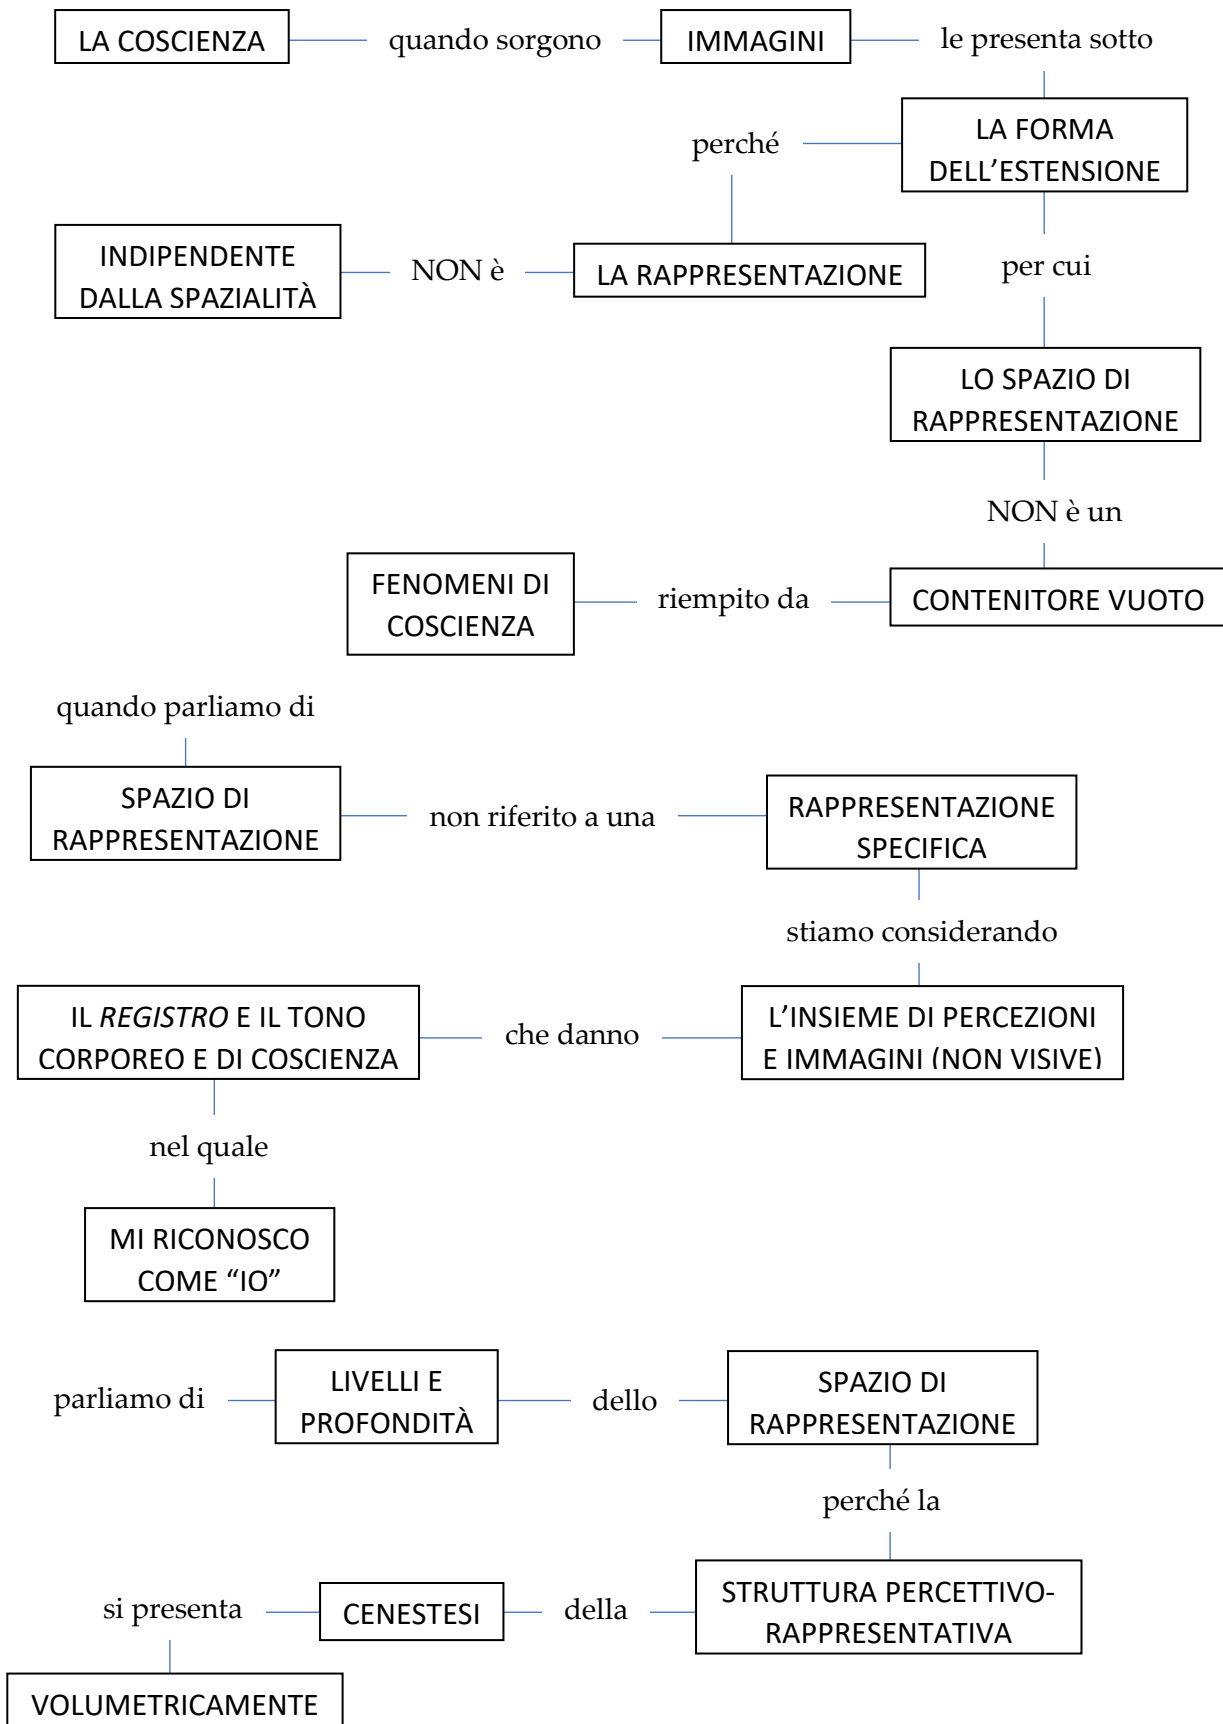 LA COSCIENZA
quando sorgono
IMMAGINI
le presenta sotto
LA FORMA
DELL’ESTENSIONE
perché
LA RAPPRESENTAZIONE
NON è
INDIPENDENTE
DALLA SPAZIALITÀ
per cui
LO SPAZIO DI
RAPPRESENTAZIONE
NON è un
CONTENITORE VUOTO
riempito da
FENOMENI DI
COSCIENZA
quando parliamo di
SPAZIO DI
RAPPRESENTAZIONE
non riferito a una
RAPPRESENTAZIONE
SPECIFICA
stiamo considerando
L’INSIEME DI PERCEZIONI
E IMMAGINI (NON VISIVE)
che danno
IL REGISTRO E IL TONO
CORPOREO E DI COSCIENZA
nel quale
MI RICONOSCO
COME “IO”
parliamo di
LIVELLI E
PROFONDITÀ
dello
SPAZIO DI
RAPPRESENTAZIONE
perché la
STRUTTURA PERCETTIVO-
RAPPRESENTATIVA
della
CENESTESI
si presenta
VOLUMETRICAMENTE